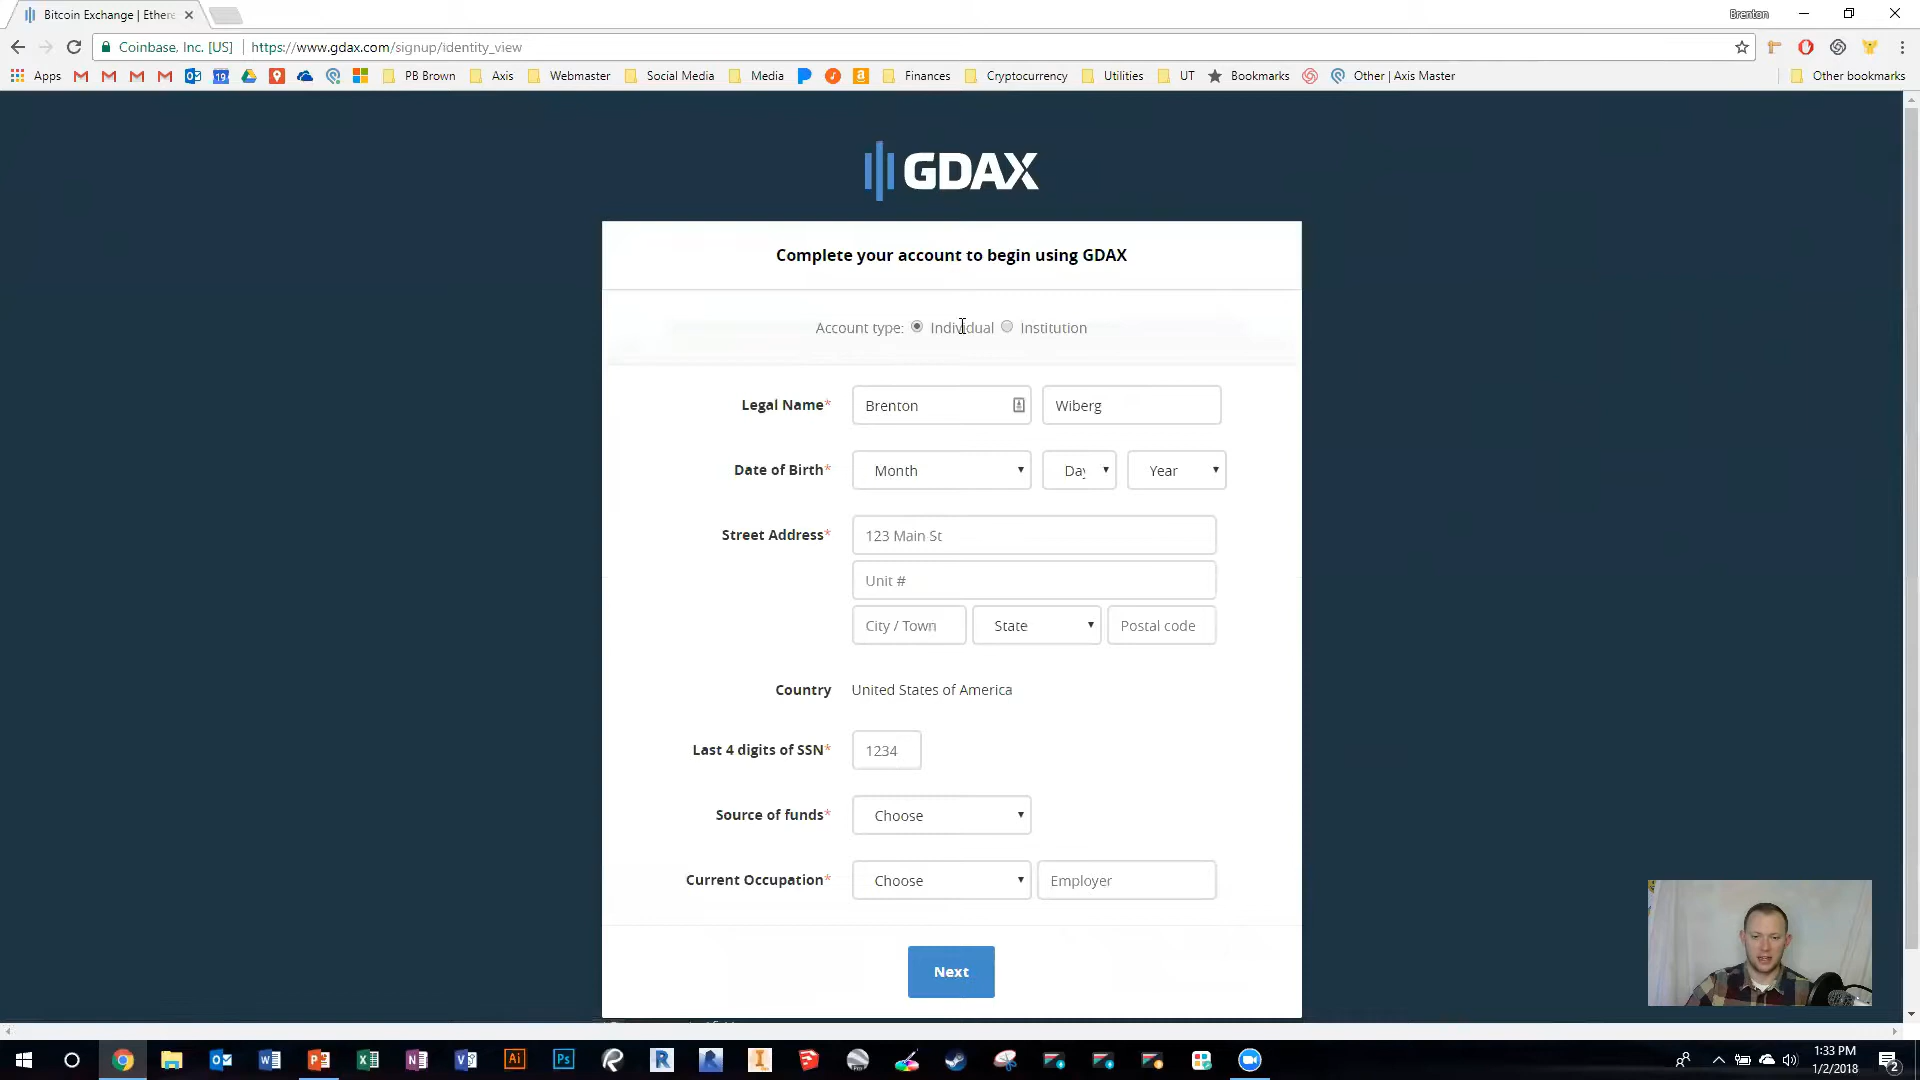 Bitcoin Exchange | Ethere
Brenton
Coinbase, Inc. [US] https://www.gdax.com/signup/identity_view
Apps PB Brown Axis Webmaster Social Media Media Finances Cryptocurrency Utilities UT Bookmarks Other | Axis Master Other bookmarks
GDAX
Complete your account to begin using GDAX
Account type: Individual Institution
Legal Name* Brenton Wiberg
Date of Birth* Month Day Year
Street Address* 123 Main St
Unit #
City / Town State Postal code
Country United States of America
Last 4 digits of SSN* 1234
Source of funds* Choose
Current Occupation* Choose Employer
Next
1:33 PM
1/2/2018